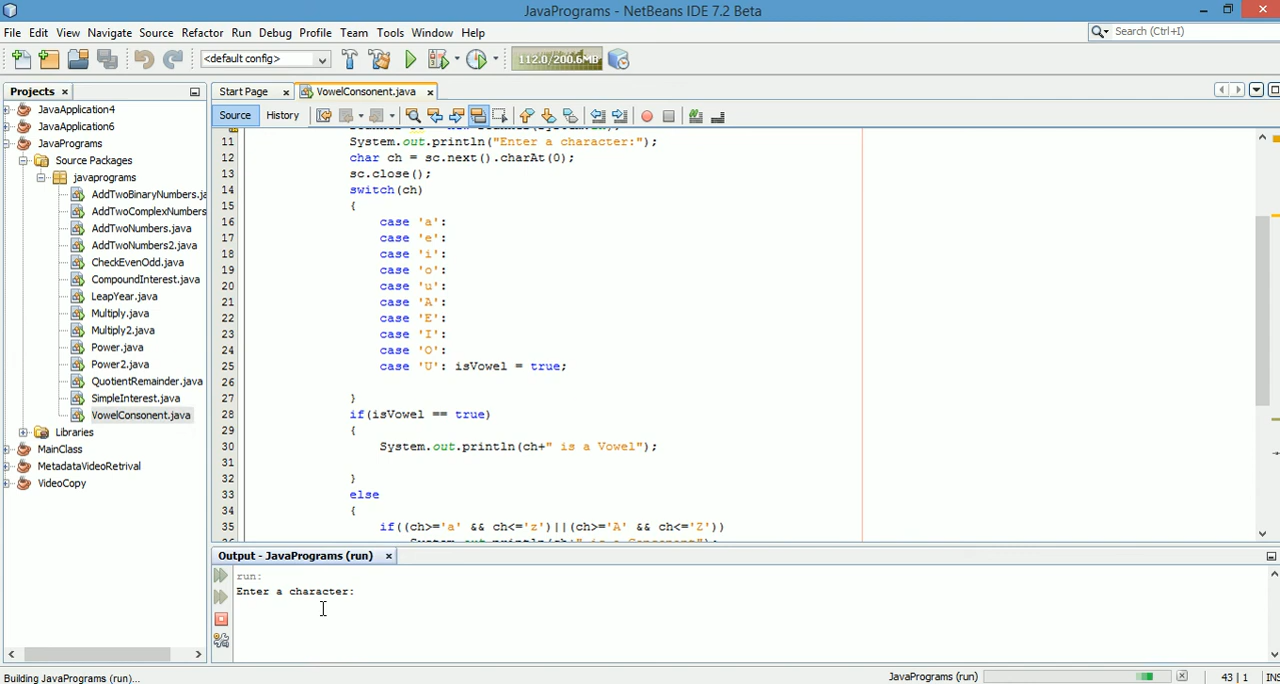 JavaPrograms - NetBeans IDE 7.2 Beta
File Edit View Navigate Source Refactor Run Debug Profile Team Tools Window Help
Search (Ctrl+I)
<default config>
112.0/200.6MB
Projects
Start Page
VowelConsonent.java
Source
History
JavaApplication4
JavaApplication6
JavaPrograms
Source Packages
javaprograms
AddTwoBinaryNumbers.ja
AddTwoComplexNumbers
AddTwoNumbers.java
AddTwoNumbers2.java
CheckEvenOdd.java
CompoundInterest.java
LeapYear.java
Multiply.java
Multiply2.java
Power.java
Power2.java
QuotientRemainder.java
SimpleInterest.java
VowelConsonent.java
Libraries
MainClass
MetadataVideoRetrival
VideoCopy
11 System.out.println("Enter a character:");
12 char ch = sc.next().charAt(0);
13 sc.close();
14 switch(ch)
15 {
16 case 'a':
17 case 'e':
18 case 'i':
19 case 'o':
20 case 'u':
21 case 'A':
22 case 'E':
23 case 'I':
24 case 'O':
25 case 'U': isVowel = true;
26
27 }
28 if(isVowel == true)
29 {
30 System.out.println(ch+" is a Vowel");
31
32 }
33 else
34 {
35 if((ch>='a' && ch<='z')||(ch>='A' && ch<='Z'))
Output - JavaPrograms (run)
run:
Enter a character:
Building JavaPrograms (run)...
JavaPrograms (run)
43 | 1
INS